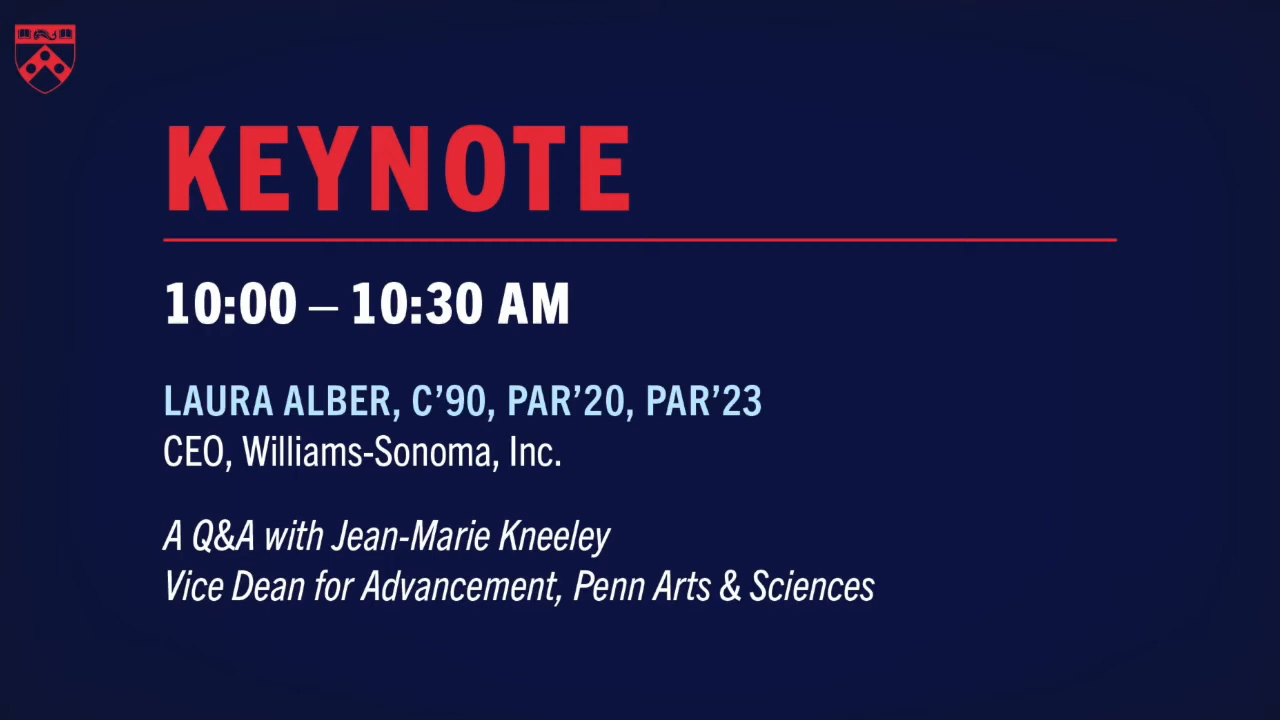 KEYNOTE
10:00 – 10:30 AM
LAURA ALBER, C’90, PAR’20, PAR’23
CEO, Williams-Sonoma, Inc.
A Q&A with Jean-Marie Kneeley
Vice Dean for Advancement, Penn Arts & Sciences